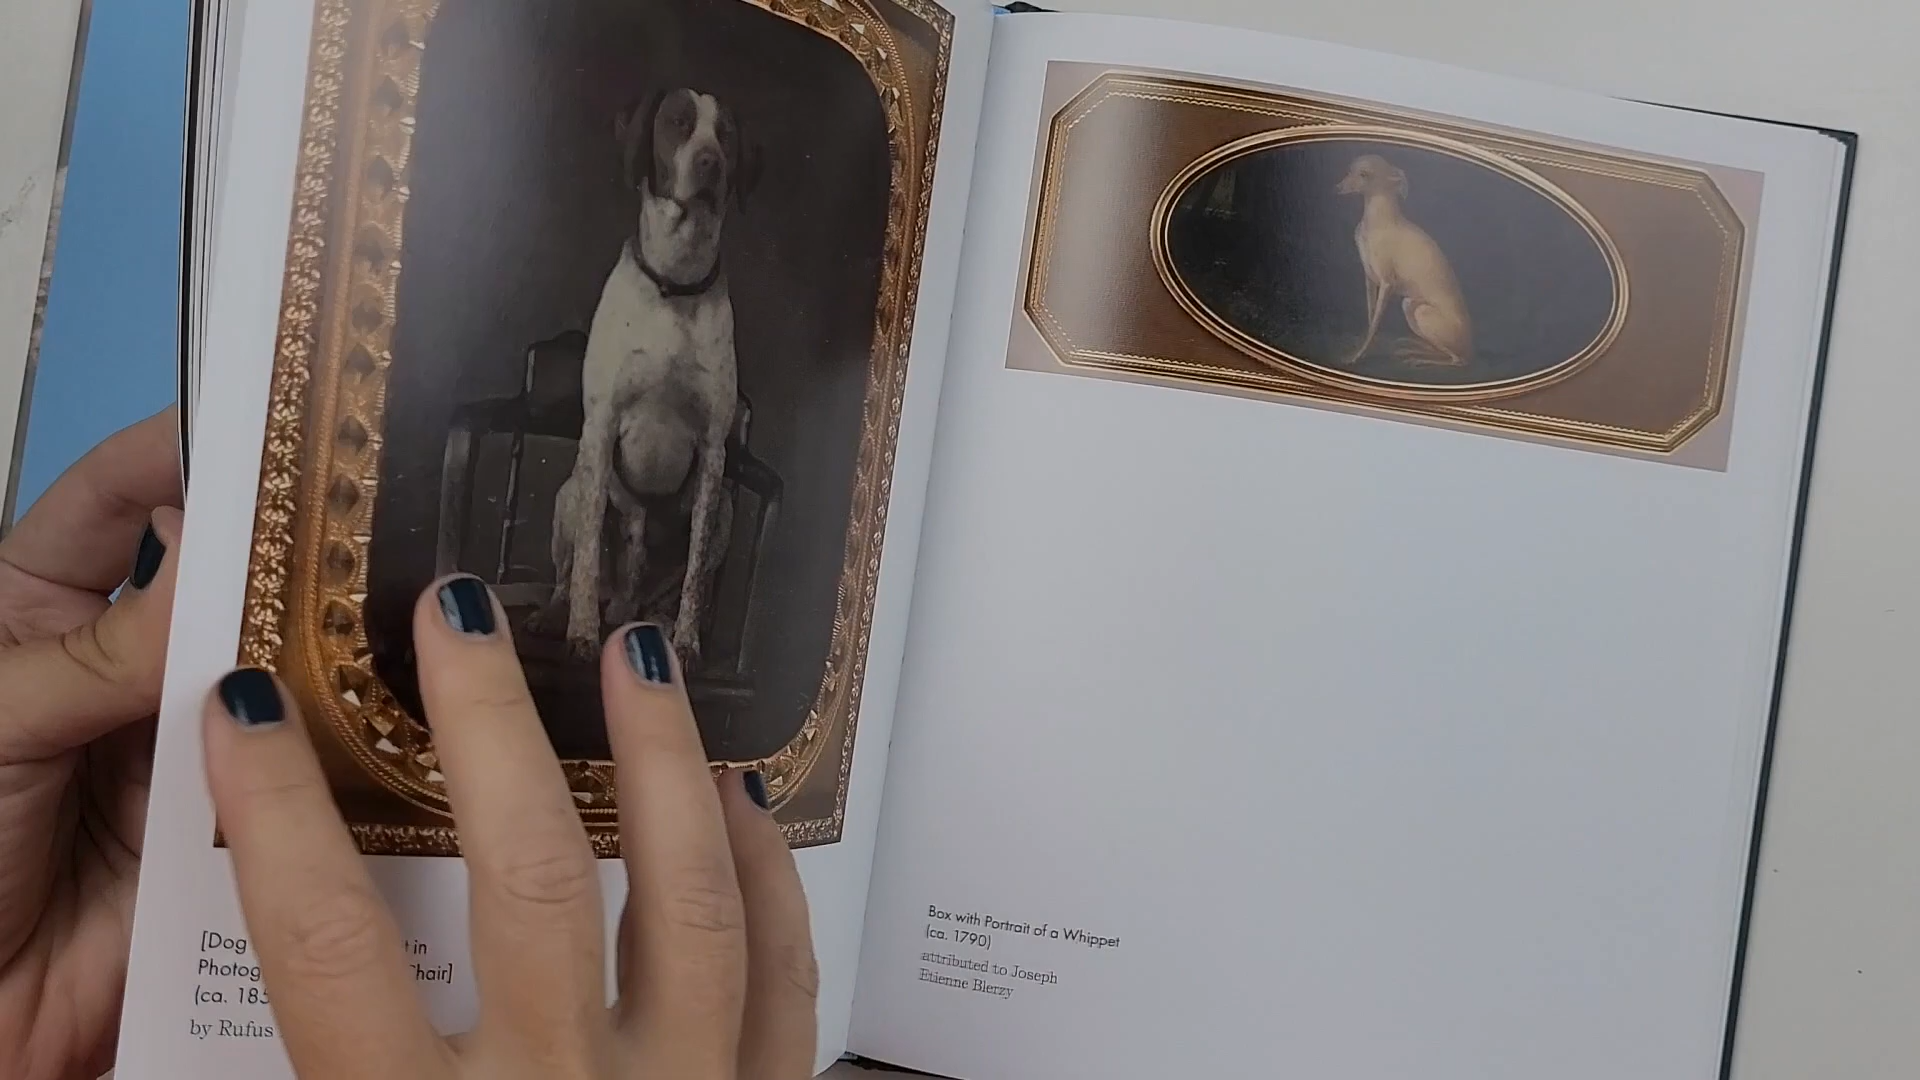 [Dog t in
Photog Chair]
(ca. 185
by Rufus
Box with Portrait of a Whippet
(ca. 1790)
attributed to Joseph
Etienne Blerzy